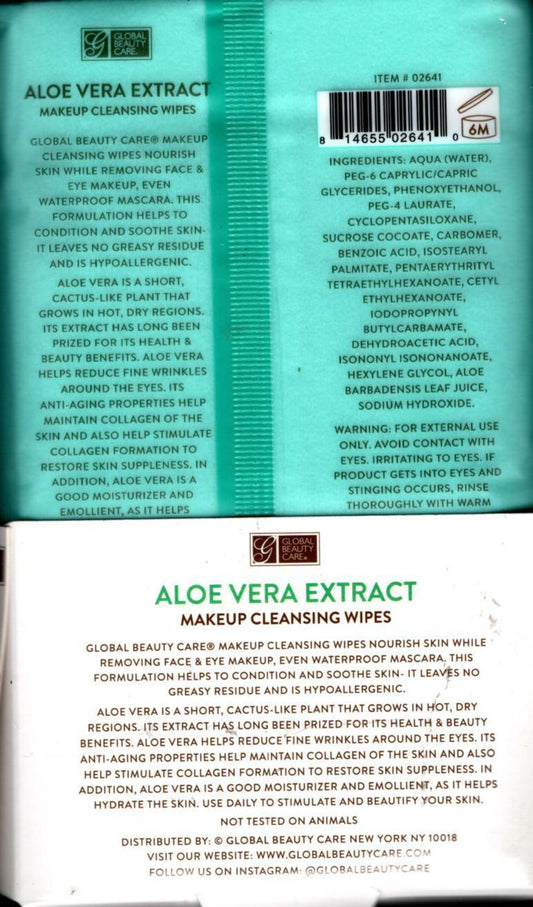 G GLOBAL
BEAUTY
CARE®
ALOE VERA EXTRACT
MAKEUP CLEANSING WIPES
GLOBAL BEAUTY CARE® MAKEUP
CLEANSING WIPES NOURISH
SKIN WHILE REMOVING FACE &
EYE MAKEUP, EVEN
WATERPROOF MASCARA. THIS
FORMULATION HELPS TO
CONDITION AND SOOTHE SKIN-
IT LEAVES NO GREASY RESIDUE
AND IS HYPOALLERGENIC.
ALOE VERA IS A SHORT,
CACTUS-LIKE PLANT THAT
GROWS IN HOT, DRY REGIONS.
ITS EXTRACT HAS LONG BEEN
PRIZED FOR ITS HEALTH &
BEAUTY BENEFITS. ALOE VERA
HELPS REDUCE FINE WRINKLES
AROUND THE EYES. ITS
ANTI-AGING PROPERTIES HELP
MAINTAIN COLLAGEN OF THE
SKIN AND ALSO HELP STIMULATE
COLLAGEN FORMATION TO
RESTORE SKIN SUPPLENESS. IN
ADDITION, ALOE VERA IS A
GOOD MOISTURIZER AND
EMOLLIENT, AS IT HELPS
ITEM # 02641
8 14655 02641 0
6M
INGREDIENTS: AQUA (WATER),
PEG-6 CAPRYLIC/CAPRIC
GLYCERIDES, PHENOXYETHANOL,
PEG-4 LAURATE,
CYCLOPENTASILOXANE,
SUCROSE COCOATE, CARBOMER,
BENZOIC ACID, ISOSTEARYL
PALMITATE, PENTAERYTHRITYL
TETRAETHYLHEXANOATE, CETYL
ETHYLHEXANOATE,
IODOPROPYNYL
BUTYLCARBAMATE,
DEHYDROACETIC ACID,
ISONONYL ISONONANOATE,
HEXYLENE GLYCOL, ALOE
BARBADENSIS LEAF JUICE,
SODIUM HYDROXIDE.
WARNING: FOR EXTERNAL USE
ONLY. AVOID CONTACT WITH
EYES. IRRITATING TO EYES. IF
PRODUCT GETS INTO EYES AND
STINGING OCCURS, RINSE
THOROUGHLY WITH WARM
G GLOBAL
BEAUTY
CARE®
ALOE VERA EXTRACT
MAKEUP CLEANSING WIPES
GLOBAL BEAUTY CARE® MAKEUP CLEANSING WIPES NOURISH SKIN WHILE
REMOVING FACE & EYE MAKEUP, EVEN WATERPROOF MASCARA. THIS
FORMULATION HELPS TO CONDITION AND SOOTHE SKIN- IT LEAVES NO
GREASY RESIDUE AND IS HYPOALLERGENIC.
ALOE VERA IS A SHORT, CACTUS-LIKE PLANT THAT GROWS IN HOT, DRY
REGIONS. ITS EXTRACT HAS LONG BEEN PRIZED FOR ITS HEALTH & BEAUTY
BENEFITS. ALOE VERA HELPS REDUCE FINE WRINKLES AROUND THE EYES. ITS
ANTI-AGING PROPERTIES HELP MAINTAIN COLLAGEN OF THE SKIN AND ALSO
HELP STIMULATE COLLAGEN FORMATION TO RESTORE SKIN SUPPLENESS. IN
ADDITION, ALOE VERA IS A GOOD MOISTURIZER AND EMOLLIENT, AS IT HELPS
HYDRATE THE SKIN. USE DAILY TO STIMULATE AND BEAUTIFY YOUR SKIN.
NOT TESTED ON ANIMALS
DISTRIBUTED BY: © GLOBAL BEAUTY CARE NEW YORK NY 10018
VISIT OUR WEBSITE: WWW.GLOBALBEAUTYCARE.COM
FOLLOW US ON INSTAGRAM: @GLOBALBEAUTYCARE